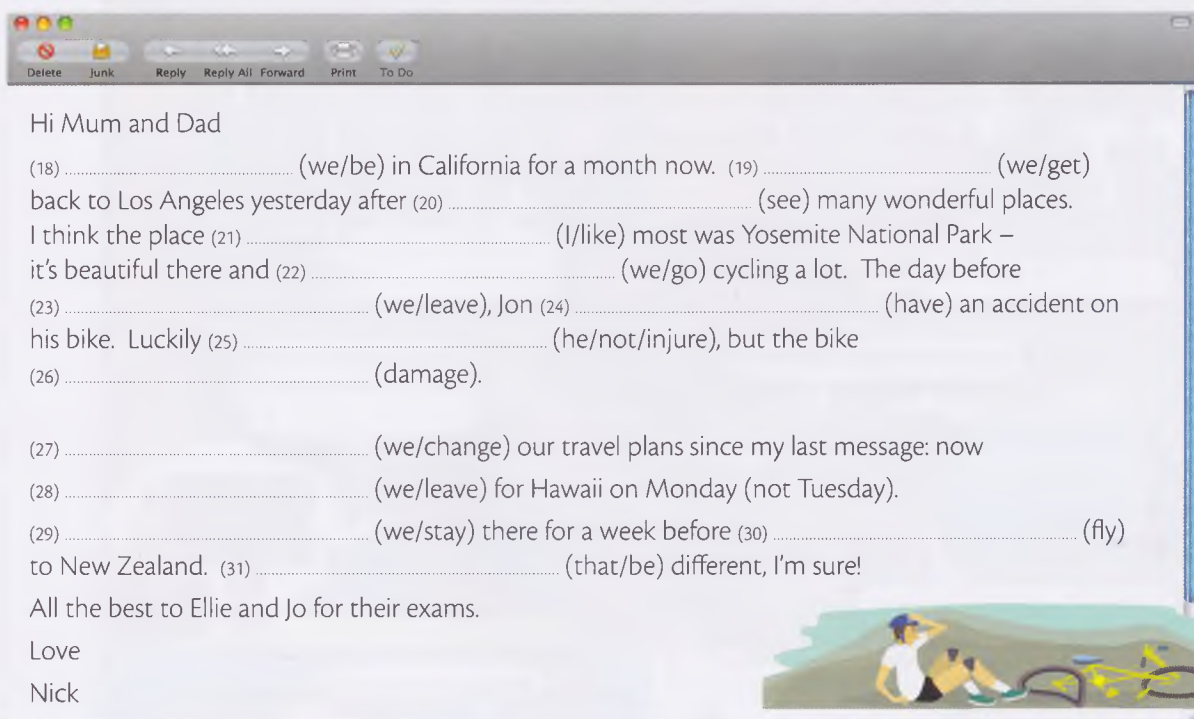 Delete Junk Reply Reply All Forward Print To Do
Hi Mum and Dad
(18) ........................ (we/be) in California for a month now. (19) ........................ (we/get)
back to Los Angeles yesterday after (20) ........................ (see) many wonderful places.
I think the place (21) ........................ (I/like) most was Yosemite National Park –
it's beautiful there and (22) ........................ (we/go) cycling a lot. The day before
(23) ........................ (we/leave), Jon (24) ........................ (have) an accident on
his bike. Luckily (25) ........................ (he/not/injure), but the bike
(26) ........................ (damage).
(27) ........................ (we/change) our travel plans since my last message: now
(28) ........................ (we/leave) for Hawaii on Monday (not Tuesday).
(29) ........................ (we/stay) there for a week before (30) ........................ (fly)
to New Zealand. (31) ........................ (that/be) different, I'm sure!
All the best to Ellie and Jo for their exams.
Love
Nick